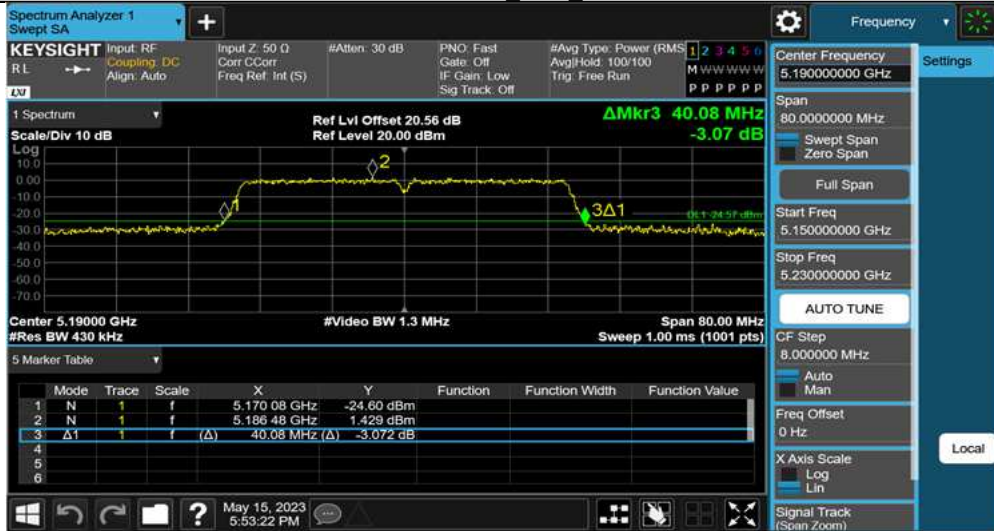 Spectrum Analyzer 1
Swept SA
Frequency
KEYSIGHT
RL
LXI
Input: RF
Coupling: DC
Align: Auto
Input Z: 50 Ω
Corr CCorr
Freq Ref: Int (S)
#Atten: 30 dB
PNO: Fast
Gate: Off
IF Gain: Low
Sig Track: Off
#Avg Type: Power (RMS
Avg|Hold: 100/100
Trig: Free Run
1 2 3 4 5 6
M W W W W W
P P P P P P
1 Spectrum
Scale/Div 10 dB
Ref Lvl Offset 20.56 dB
Ref Level 20.00 dBm
ΔMkr3 40.08 MHz
-3.07 dB
Log
10.0
0.00
-10.0
-20.0
-30.0
-40.0
-50.0
-60.0
-70.0
2
1
3Δ1
DL1 -24.57 dBm
Center 5.19000 GHz
#Res BW 430 kHz
#Video BW 1.3 MHz
Span 80.00 MHz
Sweep 1.00 ms (1001 pts)
5 Marker Table
Mode Trace Scale X Y Function Function Width Function Value
1 N 1 f 5.170 08 GHz -24.60 dBm
2 N 1 f 5.186 48 GHz 1.429 dBm
3 Δ1 1 f (Δ) 40.08 MHz (Δ) -3.072 dB
4
5
6
?
May 15, 2023
5:53:22 PM
Center Frequency
5.190000000 GHz
Span
80.0000000 MHz
Swept Span
Zero Span
Full Span
Start Freq
5.150000000 GHz
Stop Freq
5.230000000 GHz
AUTO TUNE
CF Step
8.000000 MHz
Auto
Man
Freq Offset
0 Hz
X Axis Scale
Log
Lin
Signal Track
(Span Zoom)
Settings
Local